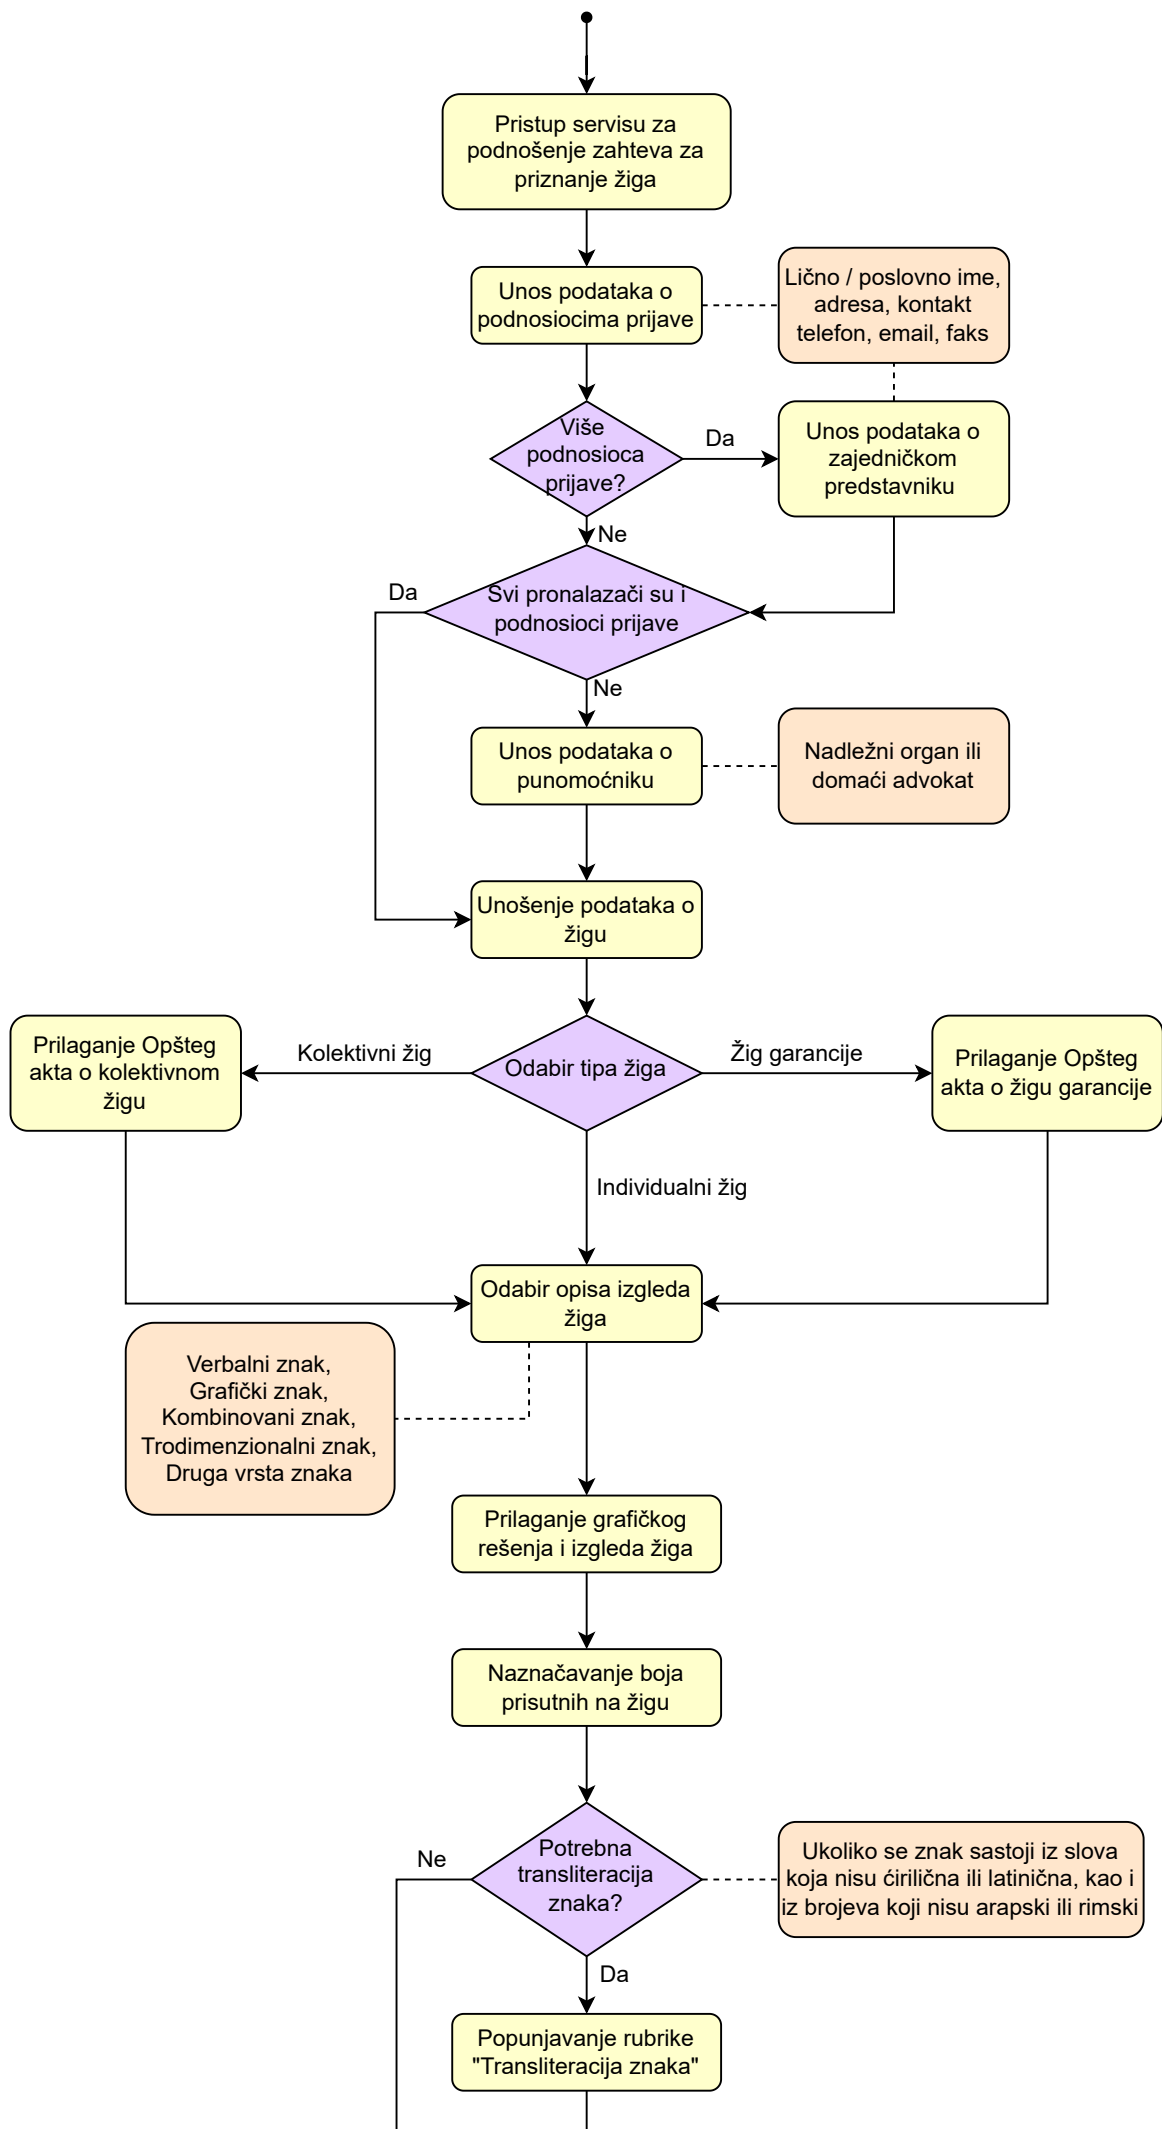 Pristup servisu za
podnošenje zahteva za
priznanje žiga
Unos podataka o
podnosiocima prijave
Lično / poslovno ime,
adresa, kontakt
telefon, email, faks
Više
podnosioca
prijave?
Da
Unos podataka o
zajedničkom
predstavniku
Ne
Svi pronalazači su i
podnosioci prijave
Da
Ne
Unos podataka o
punomoćniku
Nadležni organ ili
domaći advokat
Unošenje podataka o
žigu
Odabir tipa žiga
Kolektivni žig
Prilaganje Opšteg
akta o kolektivnom
žigu
Žig garancije
Prilaganje Opšteg
akta o žigu garancije
Individualni žig
Odabir opisa izgleda
žiga
Verbalni znak,
Grafički znak,
Kombinovani znak,
Trodimenzionalni znak,
Druga vrsta znaka
Prilaganje grafičkog
rešenja i izgleda žiga
Naznačavanje boja
prisutnih na žigu
Potrebna
transliteracija
znaka?
Ne
Ukoliko se znak sastoji iz slova
koja nisu ćirilična ili latinična, kao i
iz brojeva koji nisu arapski ili rimski
Da
Popunjavanje rubrike
"Transliteracija znaka"